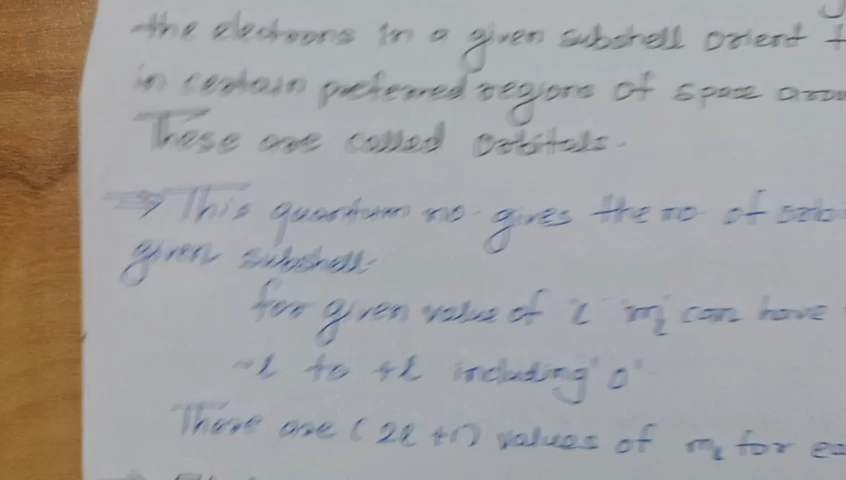 the electrons in a given subshell orient
in certain preferred regions of space
These are called orbitals.
→ This quantum no. gives the no of
given subshell.
for given value of 'l' 'mₗ' can have
-l to +l including '0'
There are (2l+1) values of mₗ for